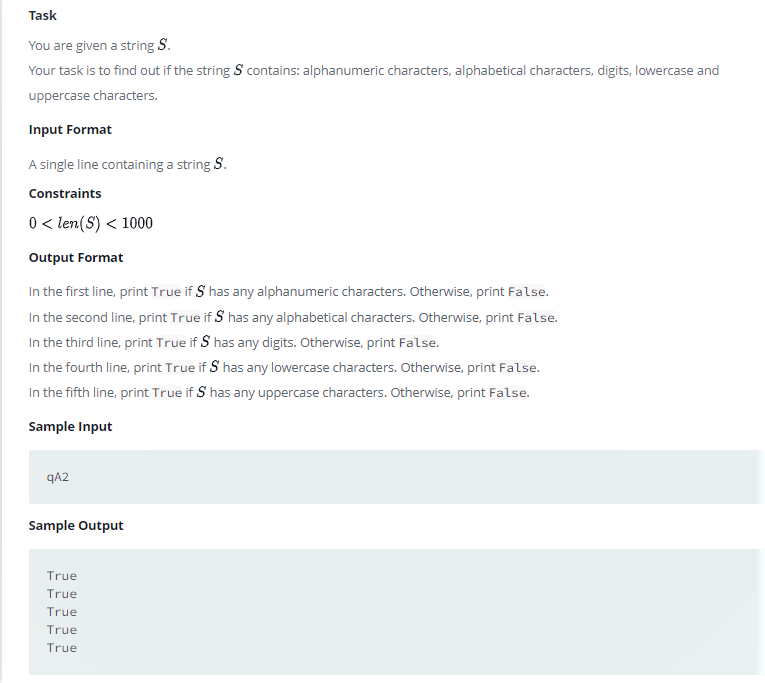 Task
You are given a string S.
Your task is to find out if the string S contains: alphanumeric characters, alphabetical characters, digits, lowercase and
uppercase characters.
Input Format
A single line containing a string S.
Constraints
0 < len(S) < 1000
Output Format
In the first line, print True if S has any alphanumeric characters. Otherwise, print False.
In the second line, print True if S has any alphabetical characters. Otherwise, print False.
In the third line, print True if S has any digits. Otherwise, print False.
In the fourth line, print True if S has any lowercase characters. Otherwise, print False.
In the fifth line, print True if S has any uppercase characters. Otherwise, print False.
Sample Input
qA2
Sample Output
True
True
True
True
True